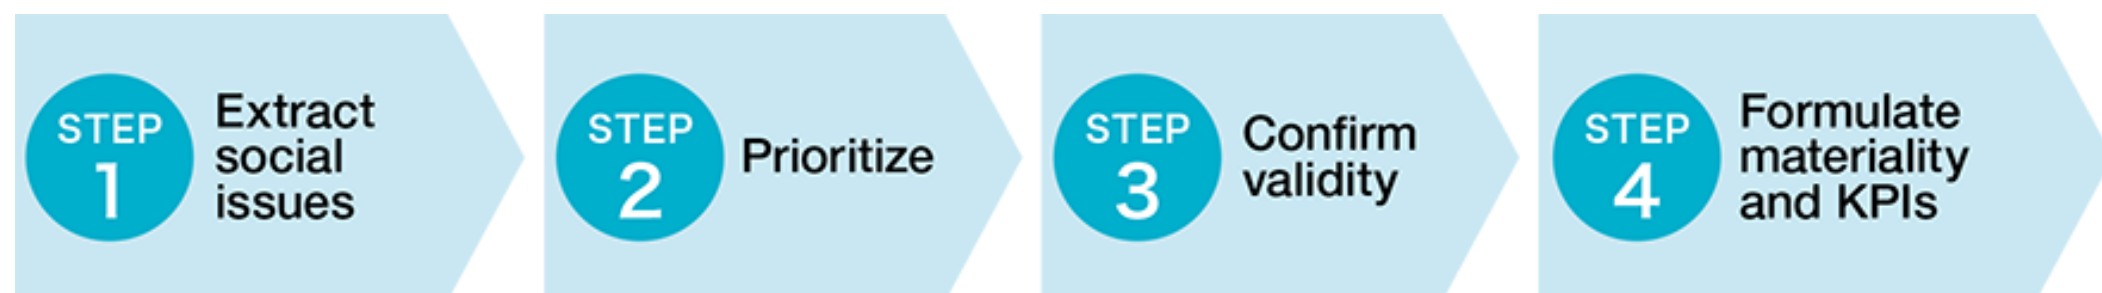 STEP
1
Extract
social
issues
STEP
2
Prioritize
STEP
3
Confirm
validity
STEP
4
Formulate
materiality
and KPIs